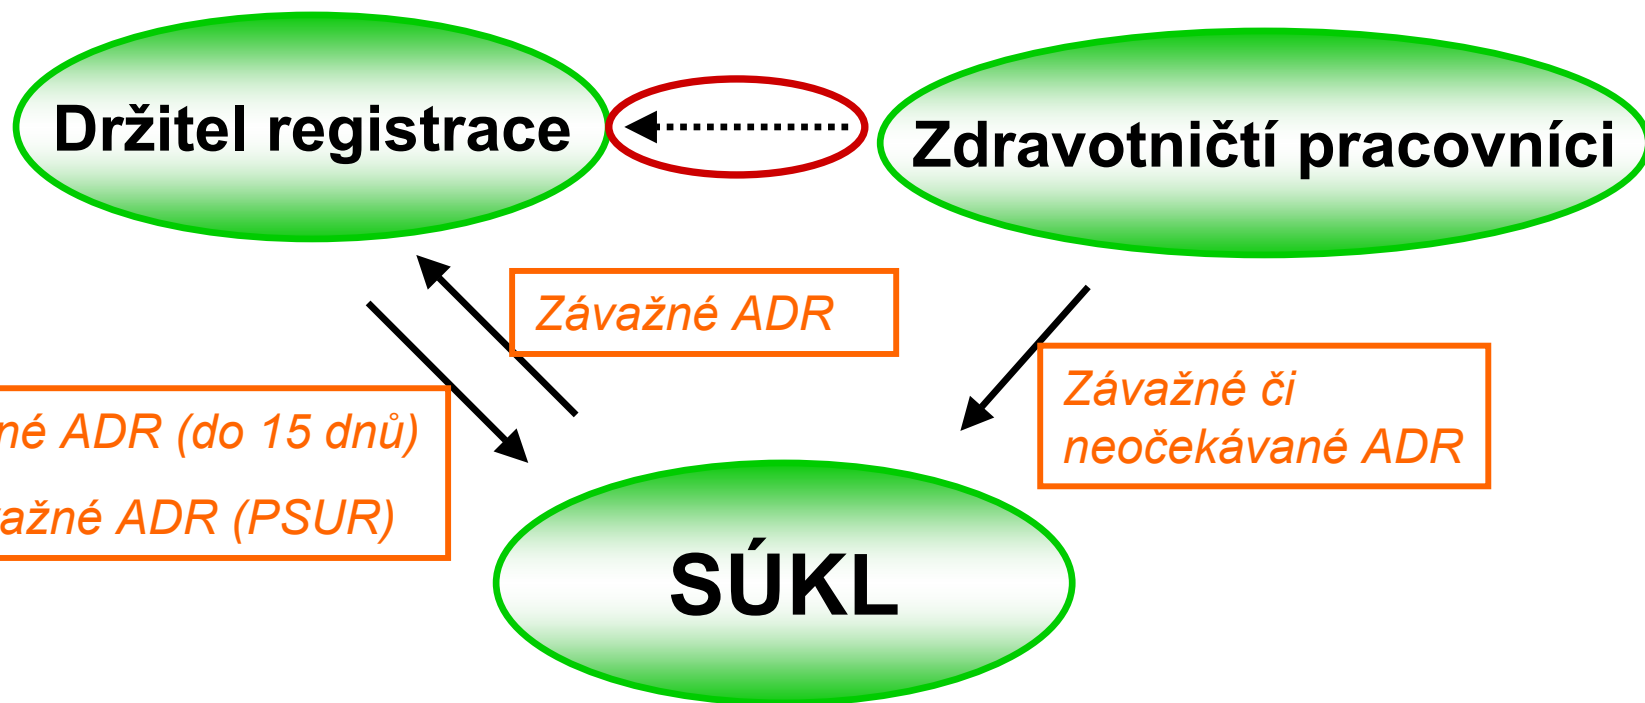 Držitel registrace
Zdravotničtí pracovníci
Závažné ADR
Závažné či
neočekávané ADR
né ADR (do 15 dnů)
ažné ADR (PSUR)
SÚKL